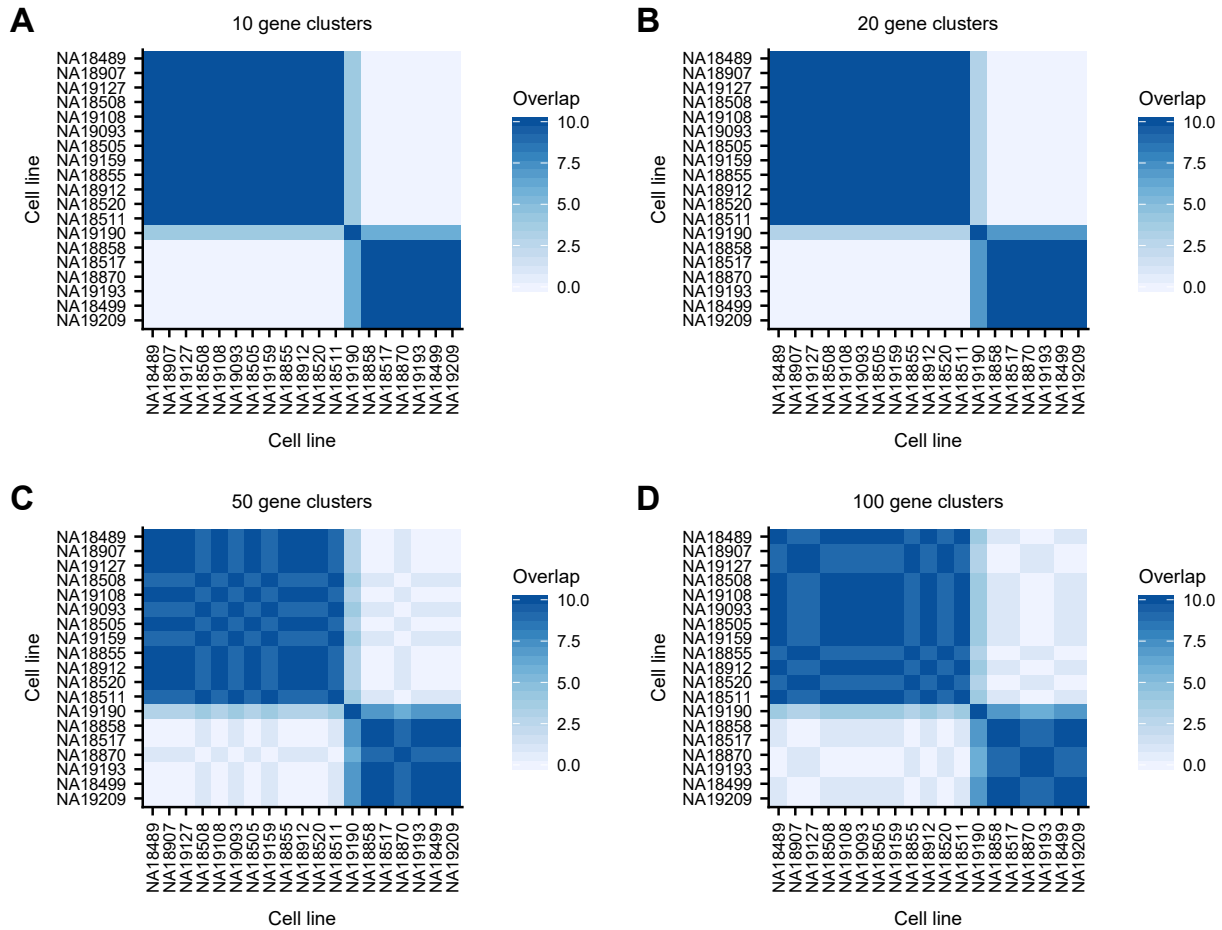 A
10 gene clusters
NA18489
NA18907
NA19127
NA18508
NA19108
NA19093
NA18505
NA19159
NA18855
NA18912
NA18520
NA18511
NA19190
NA18858
NA18517
NA18870
NA19193
NA18499
NA19209
Cell line
NA18489
NA18907
NA19127
NA18508
NA19108
NA19093
NA18505
NA19159
NA18855
NA18912
NA18520
NA18511
NA19190
NA18858
NA18517
NA18870
NA19193
NA18499
NA19209
Cell line
Overlap
10.0
7.5
5.0
2.5
0.0
B
20 gene clusters
NA18489
NA18907
NA19127
NA18508
NA19108
NA19093
NA18505
NA19159
NA18855
NA18912
NA18520
NA18511
NA19190
NA18858
NA18517
NA18870
NA19193
NA18499
NA19209
Cell line
NA18489
NA18907
NA19127
NA18508
NA19108
NA19093
NA18505
NA19159
NA18855
NA18912
NA18520
NA18511
NA19190
NA18858
NA18517
NA18870
NA19193
NA18499
NA19209
Cell line
Overlap
10.0
7.5
5.0
2.5
0.0
C
50 gene clusters
NA18489
NA18907
NA19127
NA18508
NA19108
NA19093
NA18505
NA19159
NA18855
NA18912
NA18520
NA18511
NA19190
NA18858
NA18517
NA18870
NA19193
NA18499
NA19209
Cell line
NA18489
NA18907
NA19127
NA18508
NA19108
NA19093
NA18505
NA19159
NA18855
NA18912
NA18520
NA18511
NA19190
NA18858
NA18517
NA18870
NA19193
NA18499
NA19209
Cell line
Overlap
10.0
7.5
5.0
2.5
0.0
D
100 gene clusters
NA18489
NA18907
NA19127
NA18508
NA19108
NA19093
NA18505
NA19159
NA18855
NA18912
NA18520
NA18511
NA19190
NA18858
NA18517
NA18870
NA19193
NA18499
NA19209
Cell line
NA18489
NA18907
NA19127
NA18508
NA19108
NA19093
NA18505
NA19159
NA18855
NA18912
NA18520
NA18511
NA19190
NA18858
NA18517
NA18870
NA19193
NA18499
NA19209
Cell line
Overlap
10.0
7.5
5.0
2.5
0.0